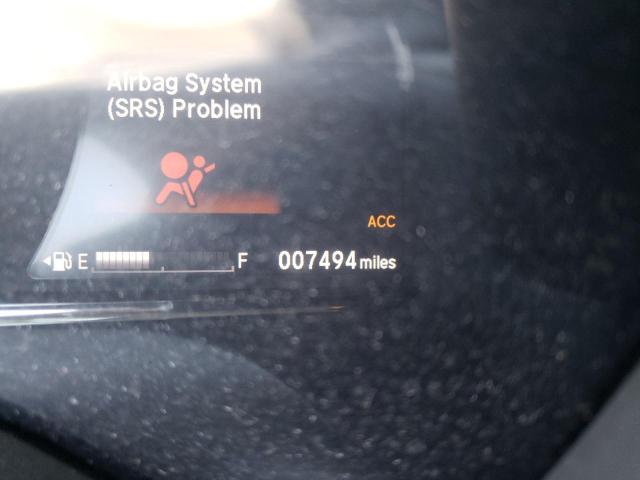 Airbag System
(SRS) Problem
ACC
E F 007494 miles